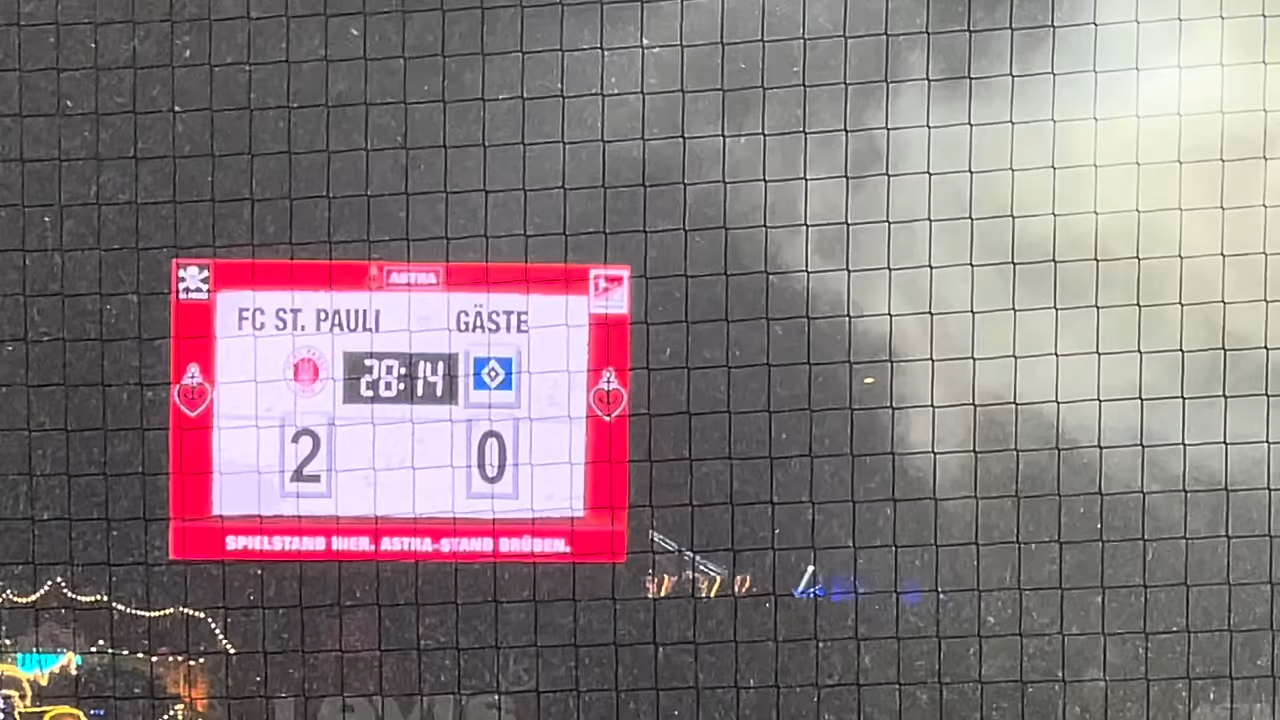 ASTRA
FC ST. PAULI
GÄSTE
28:14
2
0
SPIELSTAND HIER. ASTRA-STAND DRÜBEN.